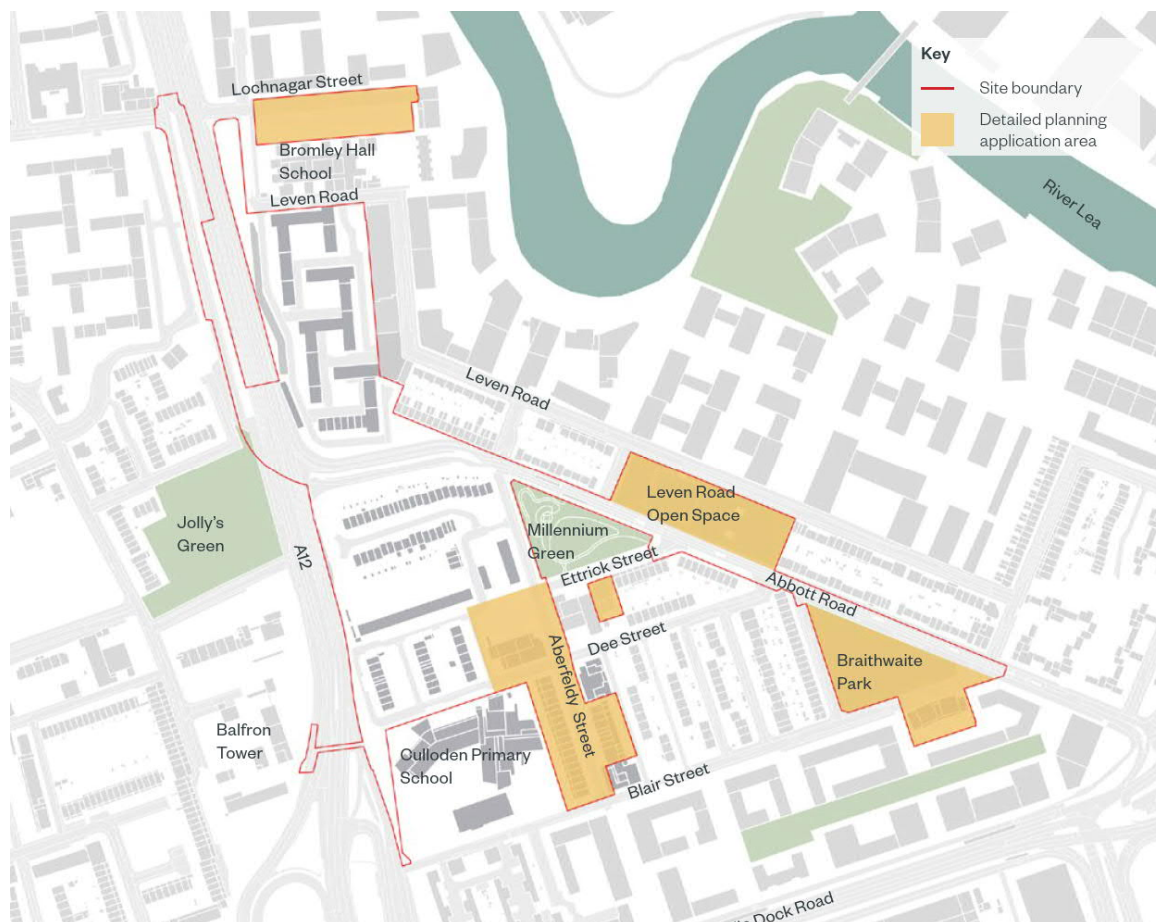 Key
Site boundary
Detailed planning
application area
Lochnagar Street
Bromley Hall
School
Leven Road
River Lea
Leven Road
Jolly's
Green
A12
Leven Road
Open Space
Millennium
Green
Ettrick Street
Abbott Road
Dee Street
Aberfeldy Street
Braithwaite
Park
Balfron
Tower
Culloden Primary
School
Blair Street
Dock Road